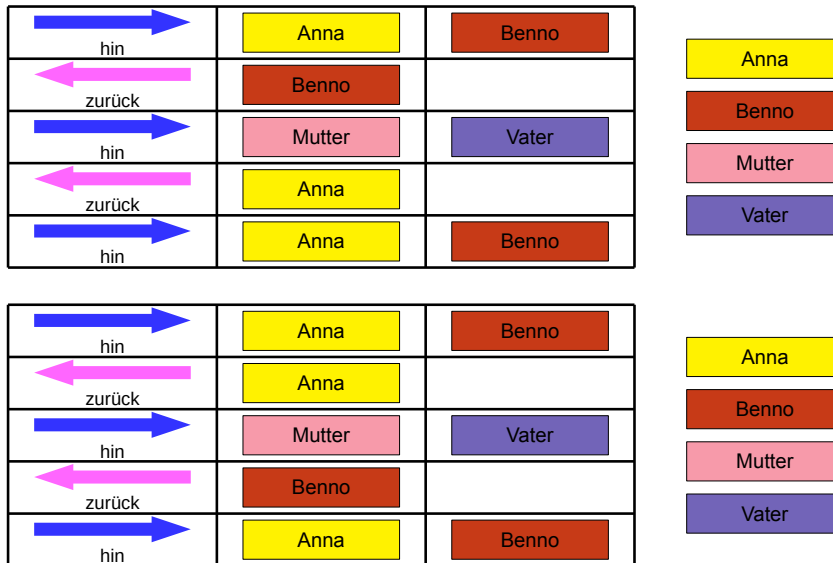 hin Anna Benno
zurück Benno
hin Mutter Vater
zurück Anna
hin Anna Benno
Anna
Benno
Mutter
Vater
hin Anna Benno
zurück Anna
hin Mutter Vater
zurück Benno
hin Anna Benno
Anna
Benno
Mutter
Vater